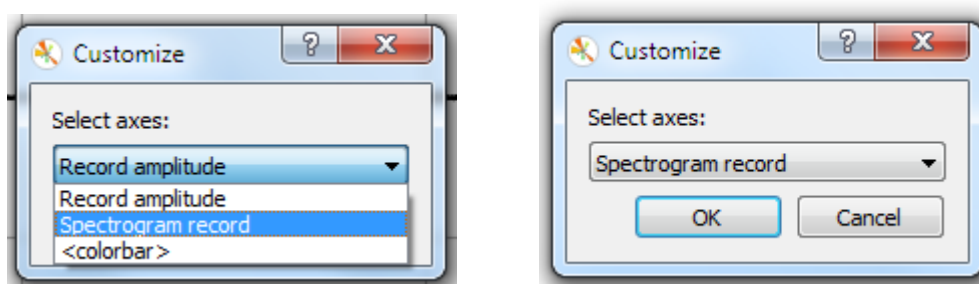 Customize
Select axes:
Record amplitude
Record amplitude
Spectrogram record
<colorbar>
Customize
Select axes:
Spectrogram record
OK
Cancel